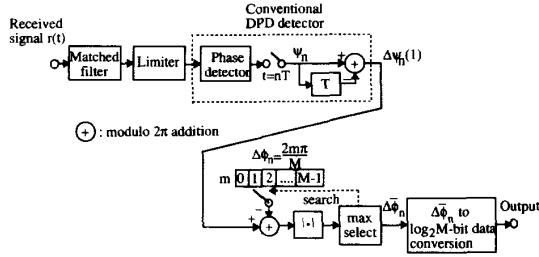 Conventional
DPD detector
Received
signal r(t)
Matched
filter
Limiter
Phase
detector
t=nT
Ψn
+
+
Δψn(1)
T
−
+ : modulo 2π addition
Δϕn=2mπ/M
m 0 1 2 .... M-1
search
+
−
+
|•|
max
select
Δϕ̄n
Δϕ̄n to
log2M-bit data
conversion
Output